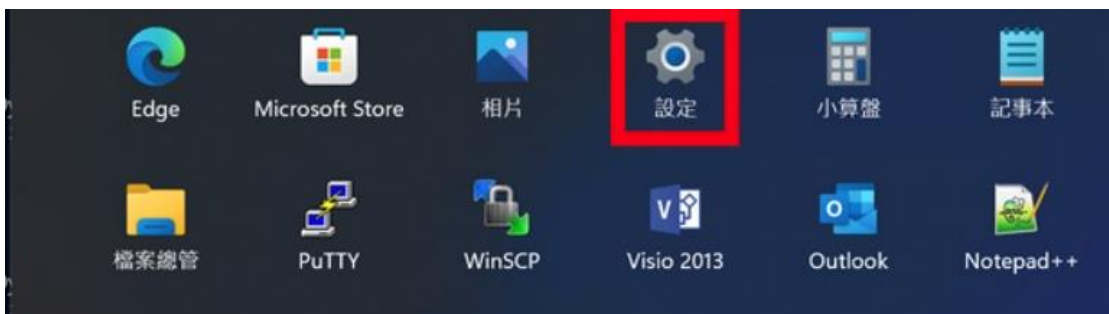 Edge
Microsoft Store
相片
設定
小算盤
記事本
檔案總管
PuTTY
WinSCP
Visio 2013
Outlook
Notepad++